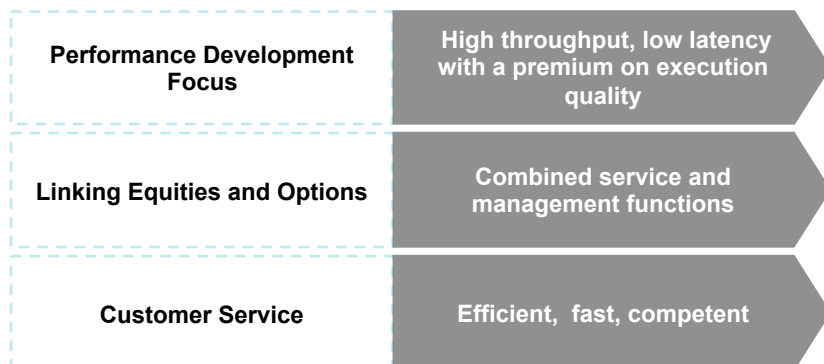 Performance Development
Focus
High throughput, low latency
with a premium on execution
quality
Linking Equities and Options
Combined service and
management functions
Customer Service
Efficient,  fast, competent